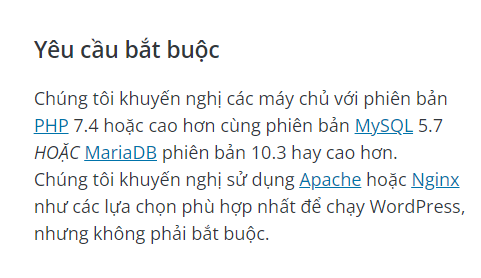 Yêu cầu bắt buộc
Chúng tôi khuyến nghị các máy chủ với phiên bản
PHP 7.4 hoặc cao hơn cùng phiên bản MySQL 5.7
HOẶC MariaDB phiên bản 10.3 hay cao hơn.
Chúng tôi khuyến nghị sử dụng Apache hoặc Nginx
như các lựa chọn phù hợp nhất để chạy WordPress,
nhưng không phải bắt buộc.